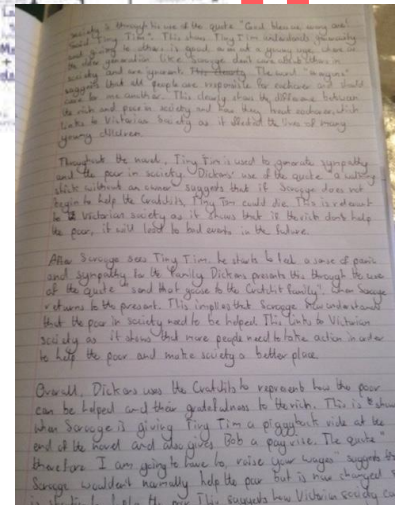 society is through his use of the quote "God bless us every one!
said Tiny Tim". This shows Tiny Tim understands generosity
and giving to others is good even at a young age, where as
the older generation like Scrooge don't care about others in
society and are ignorant. The word "everyone"
suggests that all people are responsible for eachother and should
care for one another. This clearly shows the difference between
the rich and poor in society and how they treat eachother, which
links to Victorian Society as it affected the lives of many
young children.
Throughout the novel, Tiny Tim is used to generate sympathy
and the poor in society. Dickens' use of the quote "a walking
stick without an owner" suggests that if Scrooge does not
begin to help the Cratchits, Tiny Tim could die. This is relevant
to Victorian society as it shows that if the rich don't help
the poor, it will lead to bad events in the future.
After Scrooge sees Tiny Tim, he starts to feel a sense of panic
and sympathy for the family. Dickens presents this through the use
of the quote "send that goose to the Cratchit family", when Scrooge
returns to the present. This implies that Scrooge now understands
that the poor in society need to be helped. This links to Victorian
society as it shows that more people need to take action in order
to help the poor and make society a better place.
Overall, Dickens uses the Cratchits to represent how the poor
can be helped and their gratefulness to the rich. This is show
when Scrooge is giving Tiny Tim a piggyback ride at the
end of the novel and also gives Bob a pay rise. The quote "
therefore I am going to have to, raise your wages" suggests that
Scrooge wouldn't normally help the poor but is now changed
help the poor. This suggests how Victorian society can